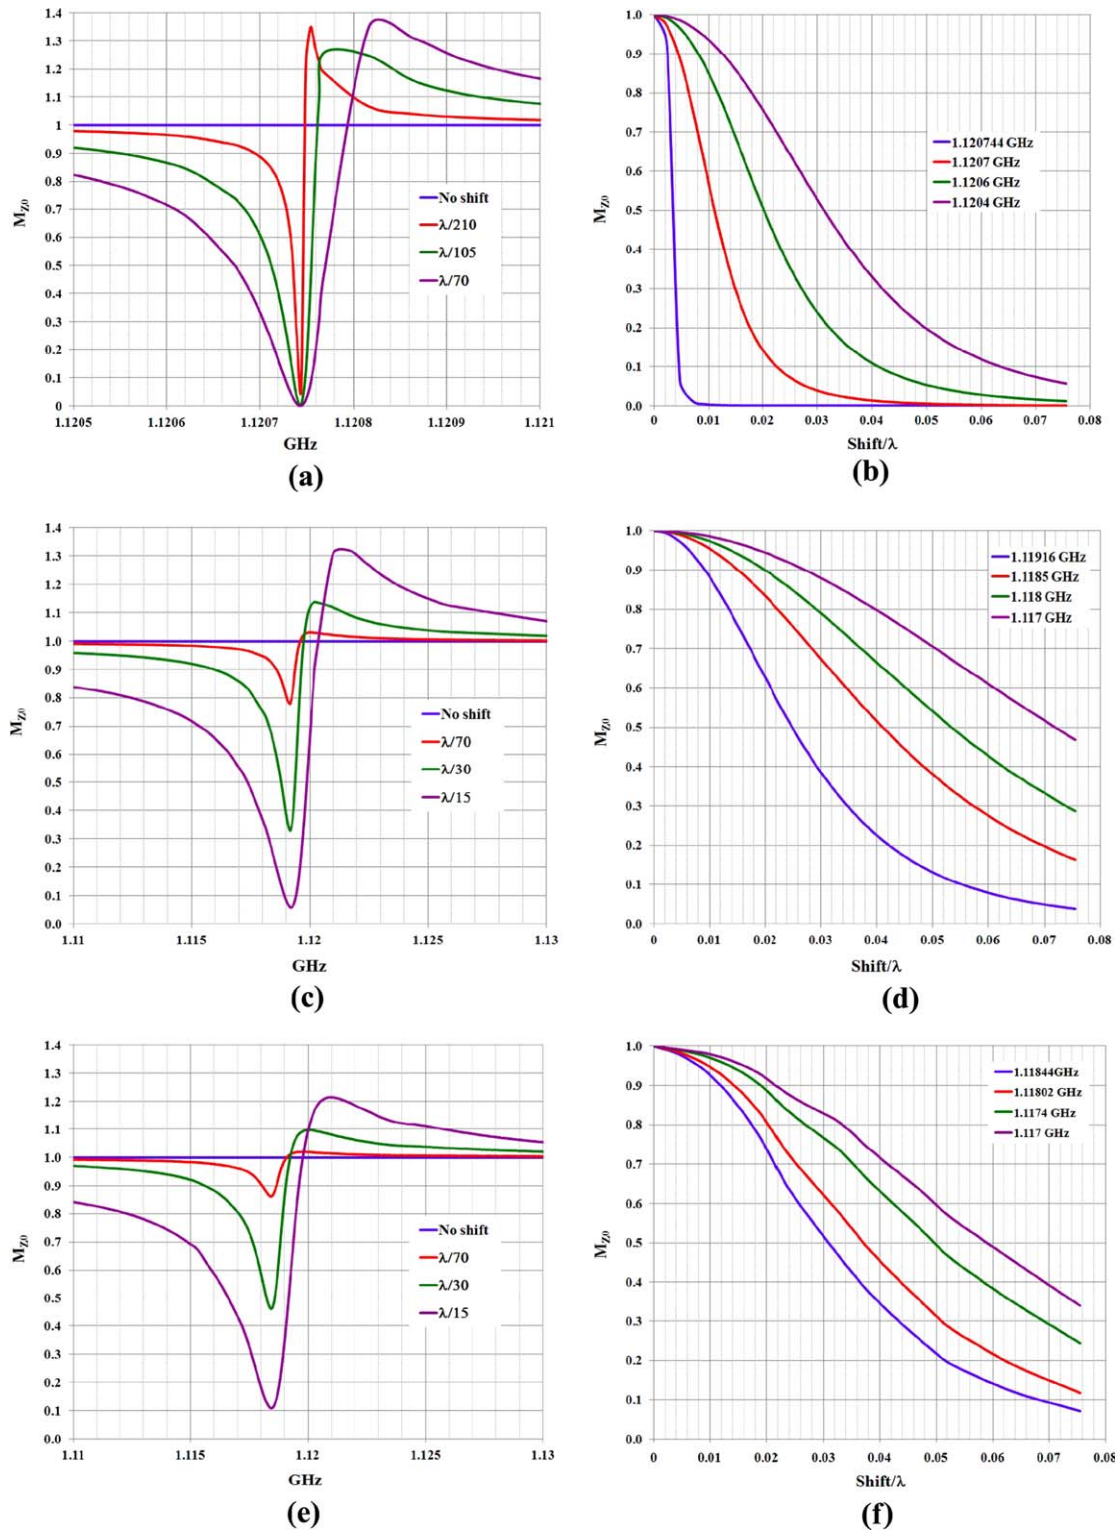 1.4
1.3
1.2
1.1
1
0.9
0.8
0.7
0.6
0.5
0.4
0.3
0.2
0.1
0
M_Z0
No shift
λ/210
λ/105
λ/70
1.1205 1.1206 1.1207 1.1208 1.1209 1.121
GHz
(a)
1.0
0.9
0.8
0.7
0.6
0.5
0.4
0.3
0.2
0.1
0.0
M_Z0
1.120744 GHz
1.1207 GHz
1.1206 GHz
1.1204 GHz
0 0.01 0.02 0.03 0.04 0.05 0.06 0.07 0.08
Shift/λ
(b)
1.4
1.3
1.2
1.1
1.0
0.9
0.8
0.7
0.6
0.5
0.4
0.3
0.2
0.1
0.0
M_Z0
No shift
λ/70
λ/30
λ/15
1.11 1.115 1.12 1.125 1.13
GHz
(c)
1.0
0.9
0.8
0.7
0.6
0.5
0.4
0.3
0.2
0.1
0.0
M_Z0
1.11916 GHz
1.1185 GHz
1.118 GHz
1.117 GHz
0 0.01 0.02 0.03 0.04 0.05 0.06 0.07 0.08
Shift/λ
(d)
1.4
1.3
1.2
1.1
1.0
0.9
0.8
0.7
0.6
0.5
0.4
0.3
0.2
0.1
0.0
M_Z0
No shift
λ/70
λ/30
λ/15
1.11 1.115 1.12 1.125 1.13
GHz
(e)
1.0
0.9
0.8
0.7
0.6
0.5
0.4
0.3
0.2
0.1
0.0
M_Z0
1.11844GHz
1.11802 GHz
1.1174 GHz
1.117 GHz
0 0.01 0.02 0.03 0.04 0.05 0.06 0.07 0.08
Shift/λ
(f)